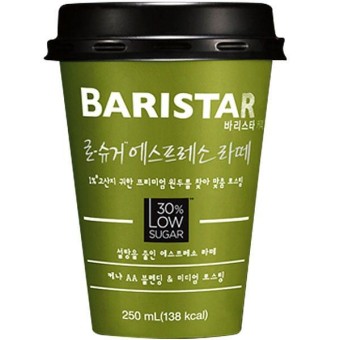 BARISTAR
바리스타
로-슈거 에스프레소 라떼
1% 고산지 귀한 프리미엄 원두를 찾아 맞춤 로스팅
30%
LOW
SUGAR
설탕을 줄인 에스프레소 라떼
케냐 AA 블렌딩 & 미디엄 로스팅
250 mL(138 kcal)